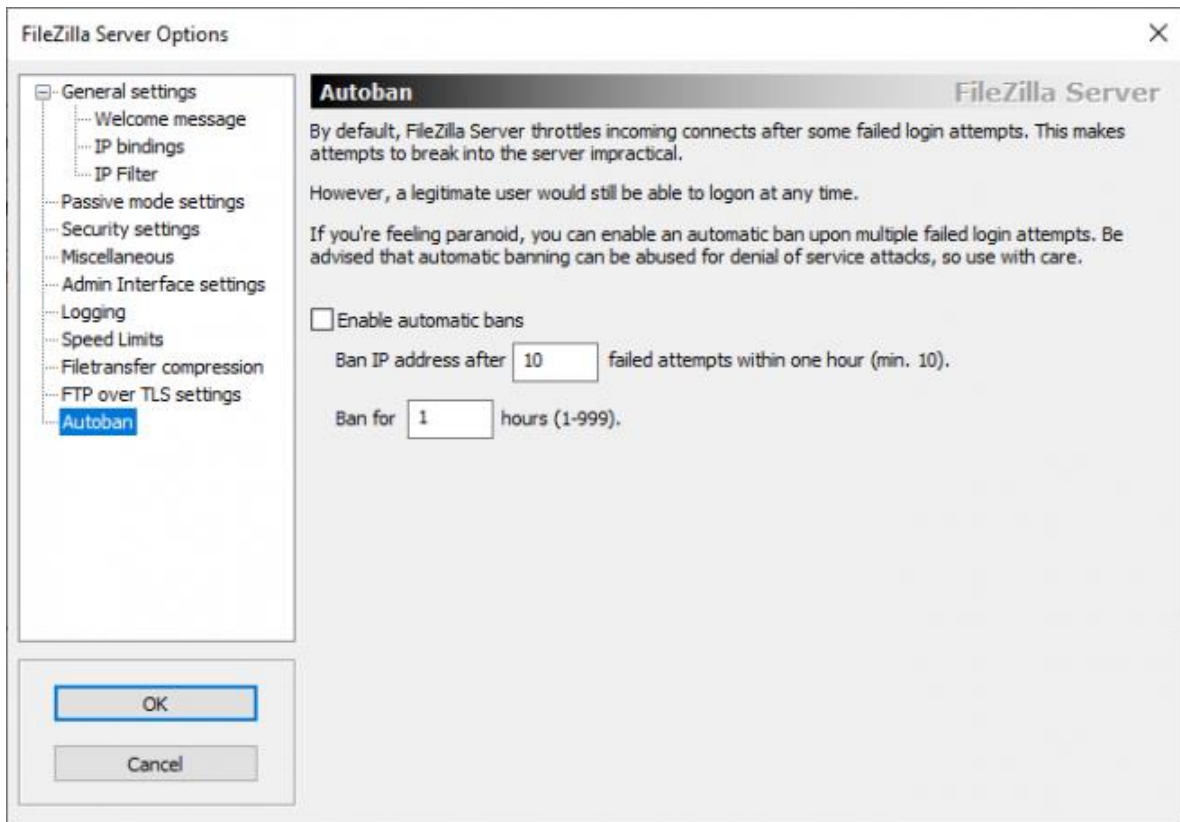 FileZilla Server Options
General settings
Welcome message
IP bindings
IP Filter
Passive mode settings
Security settings
Miscellaneous
Admin Interface settings
Logging
Speed Limits
Filetransfer compression
FTP over TLS settings
Autoban
OK
Cancel
Autoban
FileZilla Server
By default, FileZilla Server throttles incoming connects after some failed login attempts. This makes
attempts to break into the server impractical.
However, a legitimate user would still be able to logon at any time.
If you're feeling paranoid, you can enable an automatic ban upon multiple failed login attempts. Be
advised that automatic banning can be abused for denial of service attacks, so use with care.
Enable automatic bans
Ban IP address after 10 failed attempts within one hour (min. 10).
Ban for 1 hours (1-999).